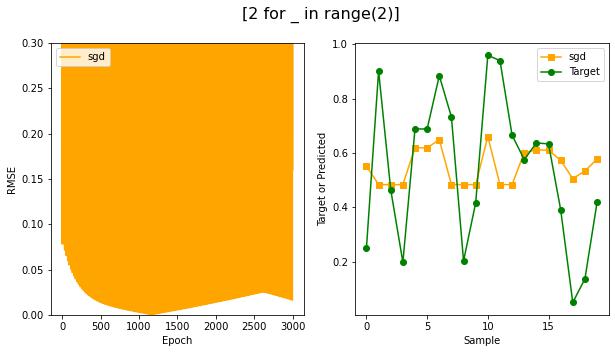 [2 for _ in range(2)]
sgd
RMSE
0.30
0.25
0.20
0.15
0.10
0.05
0.00
0 500 1000 1500 2000 2500 3000
Epoch
sgd
Target
Target or Predicted
1.0
0.8
0.6
0.4
0.2
0 5 10 15
Sample